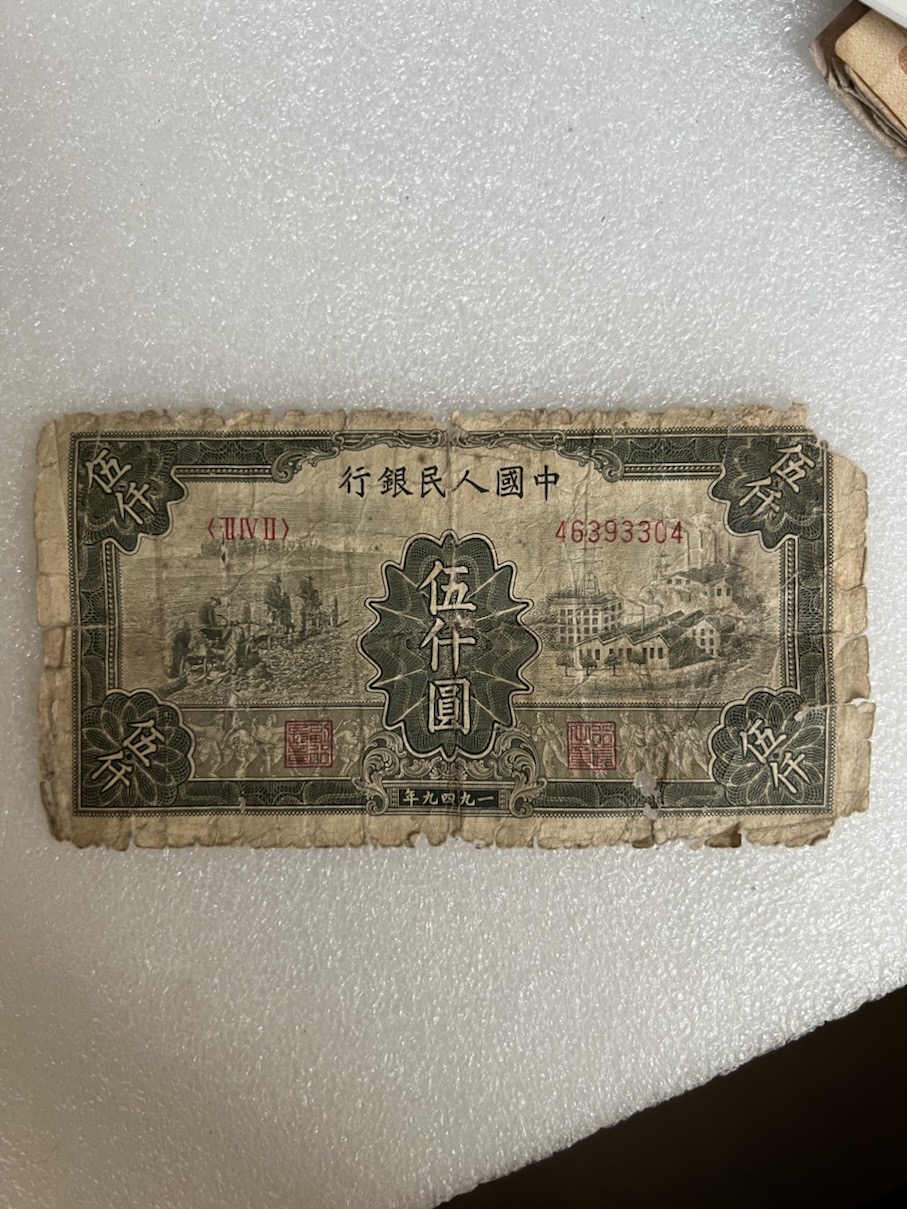 中國人民銀行
〈III IV II〉
46393304
伍仟
伍仟
伍仟圓
伍仟
伍仟
一九四九年